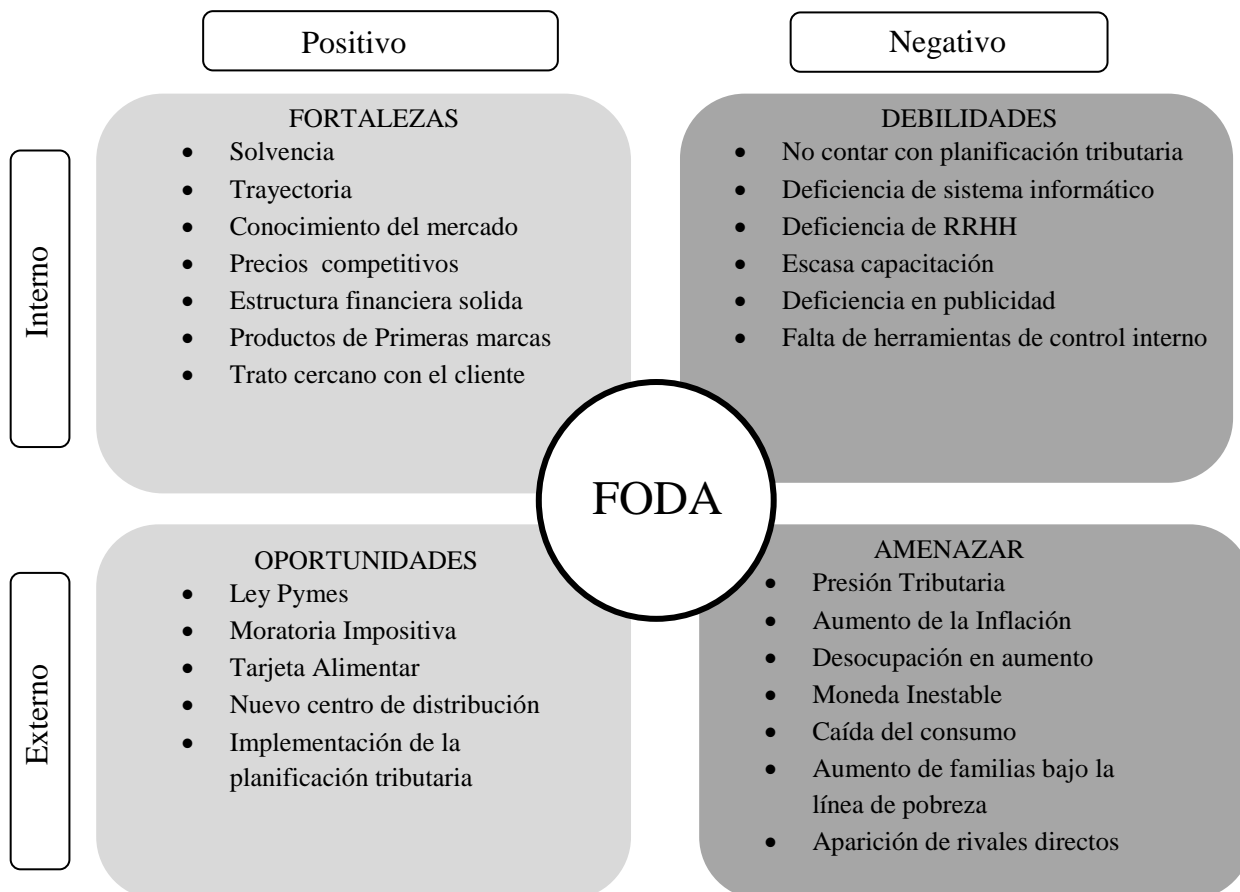 Positivo
Negativo
Interno
FORTALEZAS
• Solvencia
• Trayectoria
• Conocimiento del mercado
• Precios competitivos
• Estructura financiera solida
• Productos de Primeras marcas
• Trato cercano con el cliente
DEBILIDADES
• No contar con planificación tributaria
• Deficiencia de sistema informático
• Deficiencia de RRHH
• Escasa capacitación
• Deficiencia en publicidad
• Falta de herramientas de control interno
FODA
Externo
OPORTUNIDADES
• Ley Pymes
• Moratoria Impositiva
• Tarjeta Alimentar
• Nuevo centro de distribución
• Implementación de la
planificación tributaria
AMENAZAR
• Presión Tributaria
• Aumento de la Inflación
• Desocupación en aumento
• Moneda Inestable
• Caída del consumo
• Aumento de familias bajo la
línea de pobreza
• Aparición de rivales directos